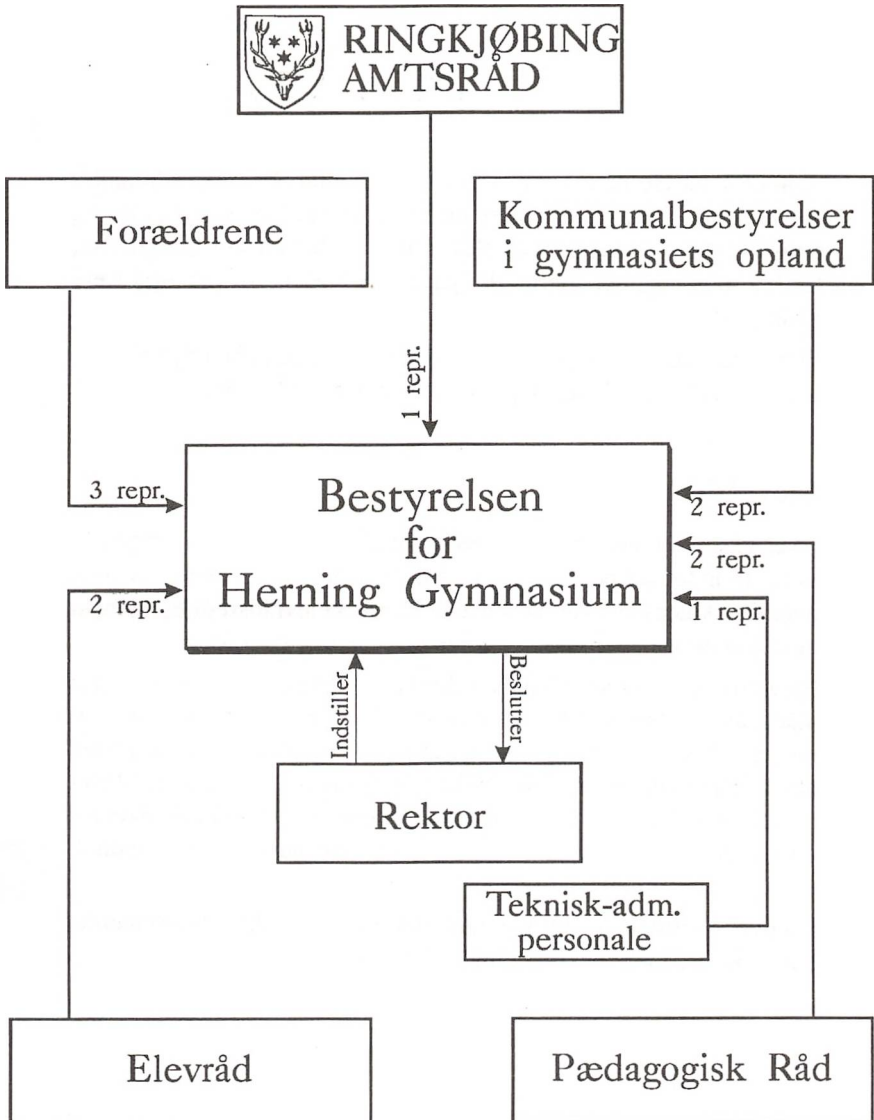 RINGKJØBING
AMTSRÅD
Forældrene
Kommunalbestyrelser
i gymnasiets opland
1 repr.
3 repr.
2 repr.
2 repr.
2 repr.
1 repr.
Bestyrelsen
for
Herning Gymnasium
Indstiller
Beslutter
Rektor
Teknisk-adm.
personale
Elevråd
Pædagogisk Råd